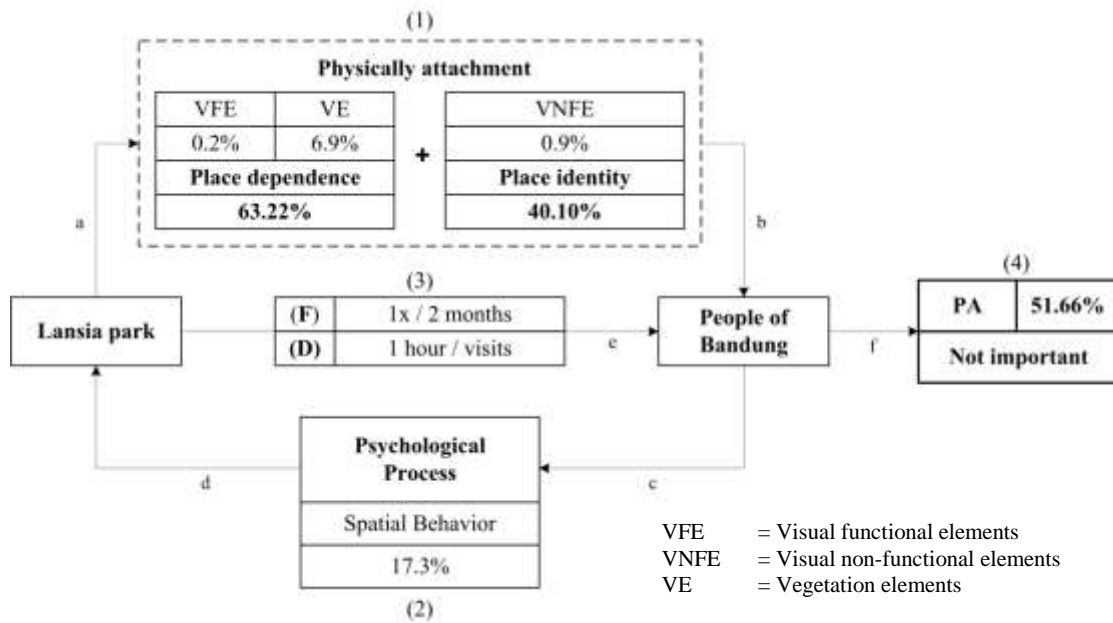 (1)
Physically attachment
VFE VE
0.2% 6.9%
Place dependence
63.22%
+
VNFE
0.9%
Place identity
40.10%
a
b
(3)
(F) 1x / 2 months
(D) 1 hour / visits
Lansia park
e
People of
Bandung
f
(4)
PA 51.66%
Not important
Psychological
Process
Spatial Behavior
17.3%
(2)
d
c
VFE = Visual functional elements
VNFE = Visual non-functional elements
VE = Vegetation elements